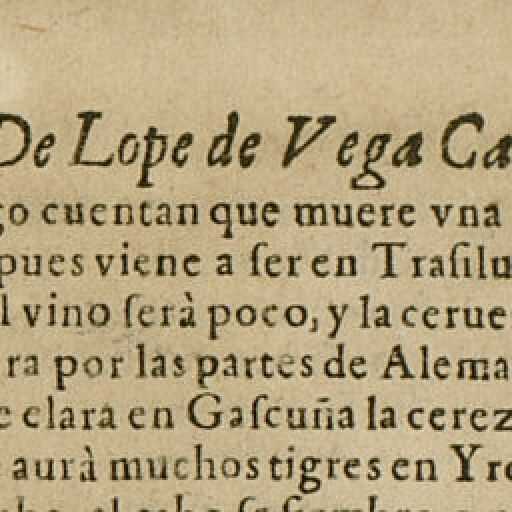 De Lope de Vega Ca
go cuentan que muere vna
pues viene a ſer en Traſilu
l vino ſerà poco, y la cerue
ra por las partes de Alema
e clara en Gaſcuña la cerez
aurà muchos tigres en Yr